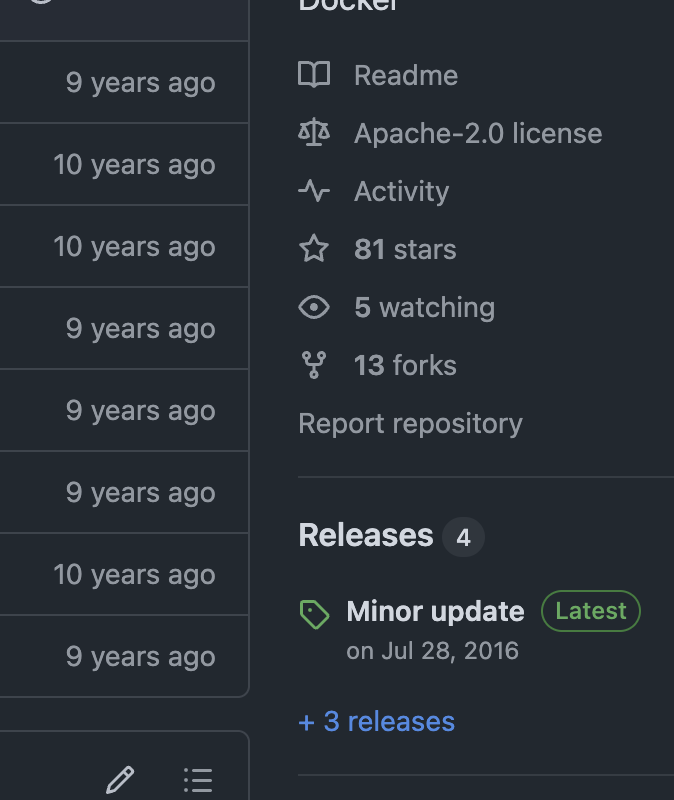 9 years ago
10 years ago
10 years ago
9 years ago
9 years ago
9 years ago
10 years ago
9 years ago
Docker
Readme
Apache-2.0 license
Activity
81 stars
5 watching
13 forks
Report repository
Releases 4
Minor update Latest
on Jul 28, 2016
+ 3 releases